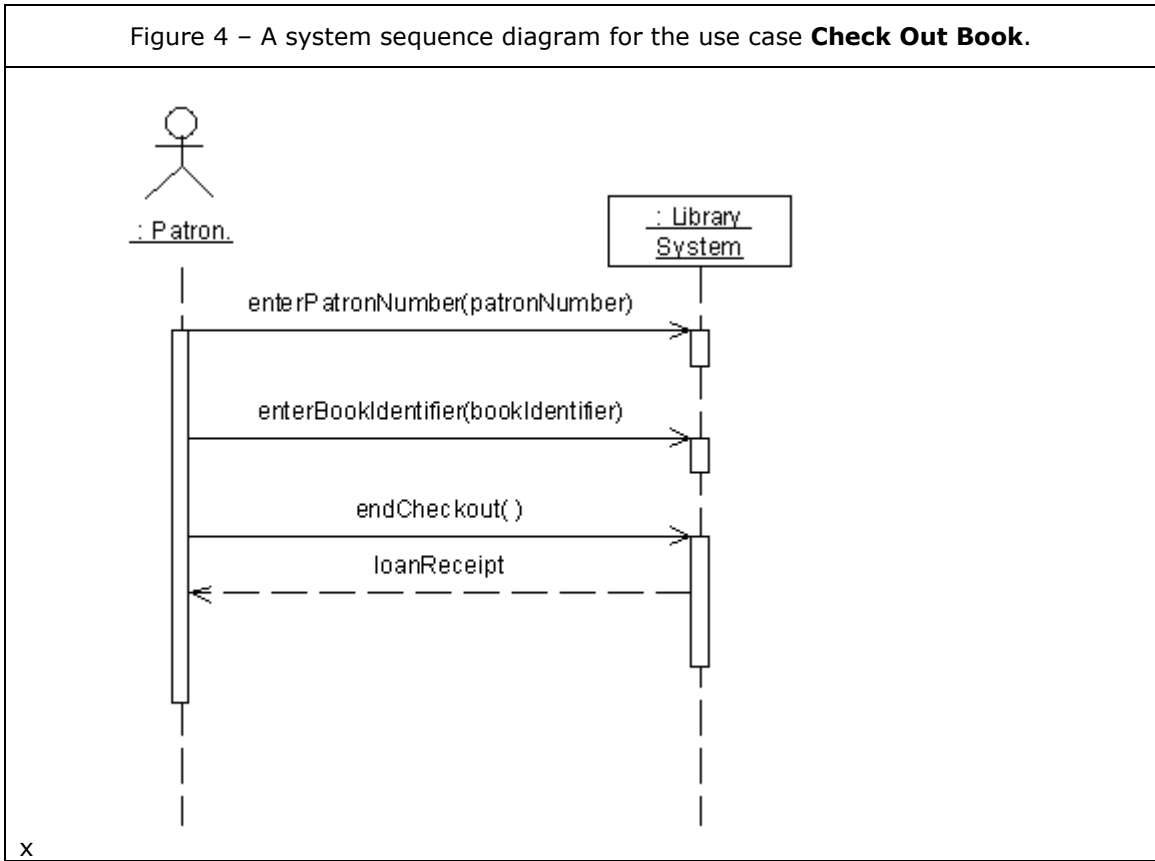 Figure 4 – A system sequence diagram for the use case Check Out Book.
: Patron.
: Library
System
enterPatronNumber(patronNumber)
enterBookIdentifier(bookIdentifier)
endCheckout( )
loanReceipt
x